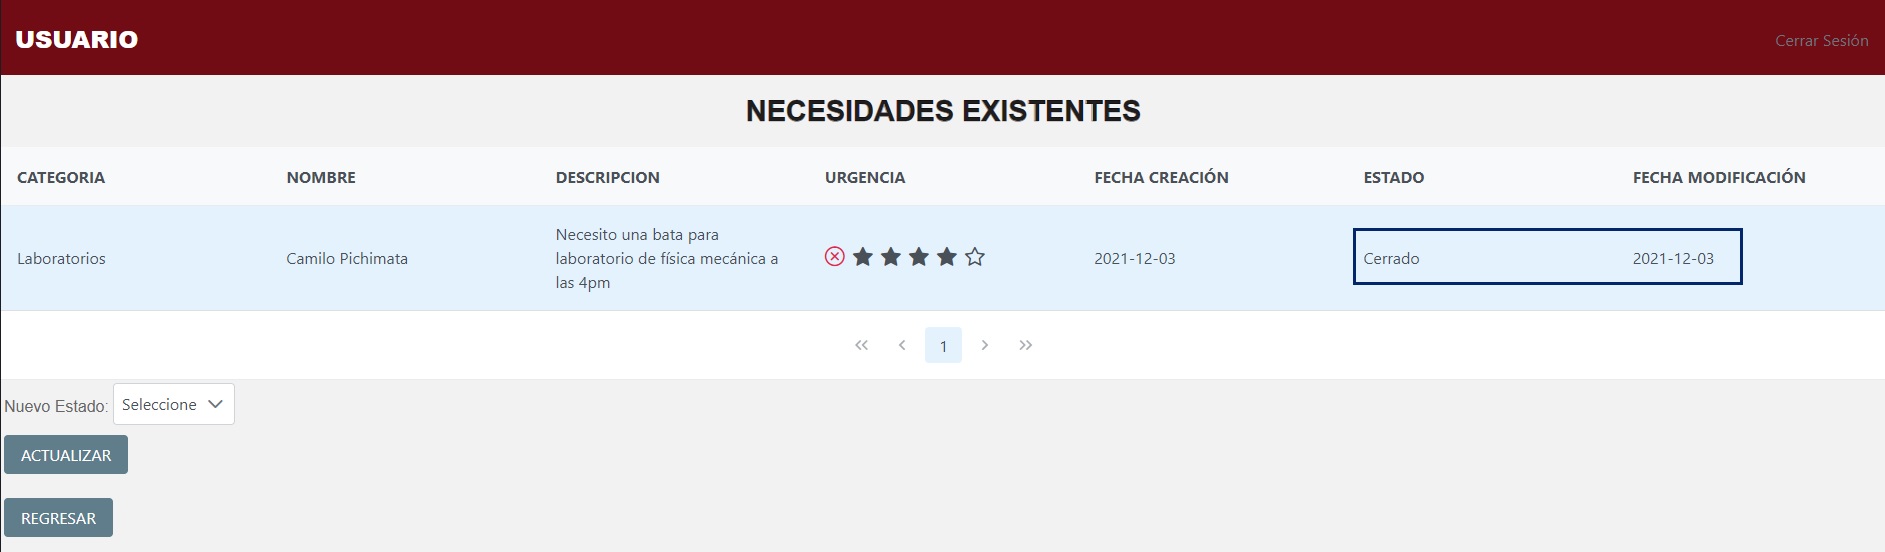 USUARIO
Cerrar Sesión
NECESIDADES EXISTENTES
CATEGORIA NOMBRE DESCRIPCION URGENCIA FECHA CREACIÓN ESTADO FECHA MODIFICACIÓN
Laboratorios
Camilo Pichimata
Necesito una bata para
laboratorio de física mecánica a
las 4pm
2021-12-03
Cerrado
2021-12-03
1
Nuevo Estado: Seleccione
ACTUALIZAR
REGRESAR